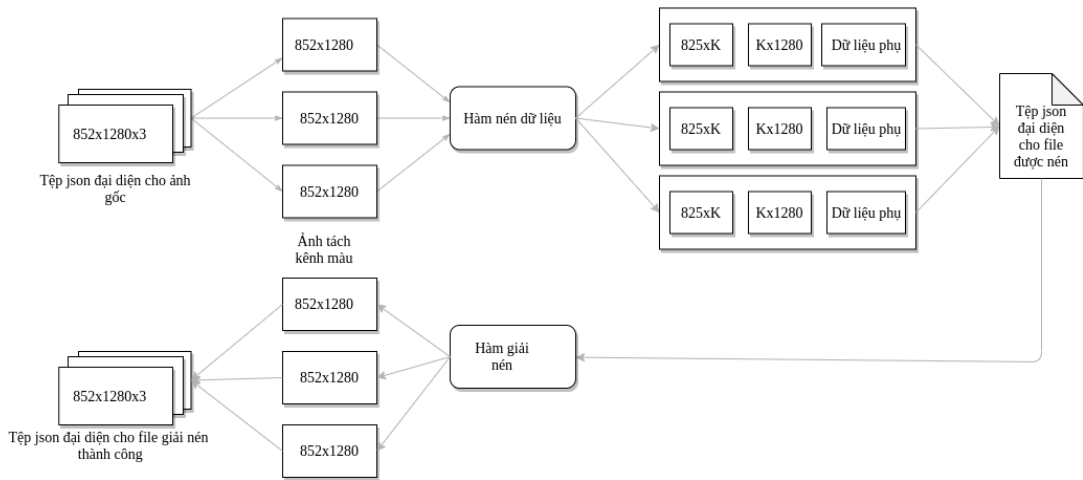 852x1280x3
Tệp json đại diện cho ảnh
gốc
852x1280
852x1280
852x1280
Ảnh tách
kênh màu
Hàm nén dữ liệu
825xK
Kx1280
Dữ liệu phụ
825xK
Kx1280
Dữ liệu phụ
825xK
Kx1280
Dữ liệu phụ
Tệp json
đại diện
cho file
được nén
Hàm giải
nén
852x1280
852x1280
852x1280
852x1280x3
Tệp json đại diện cho file giải nén
thành công